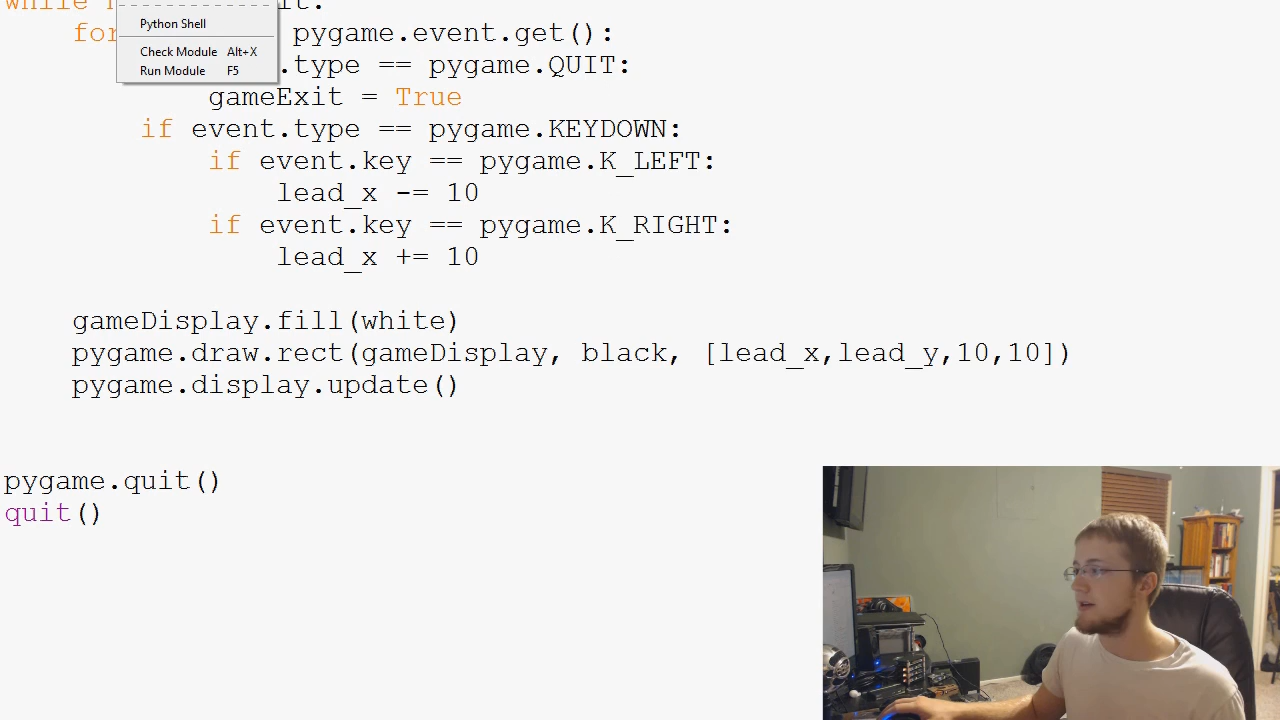 while t:
Python Shell
for pygame.event.get():
Check Module Alt+X
.type == pygame.QUIT:
Run Module F5
gameExit = True
if event.type == pygame.KEYDOWN:
if event.key == pygame.K_LEFT:
lead_x -= 10
if event.key == pygame.K_RIGHT:
lead_x += 10
gameDisplay.fill(white)
pygame.draw.rect(gameDisplay, black, [lead_x,lead_y,10,10])
pygame.display.update()
pygame.quit()
quit()